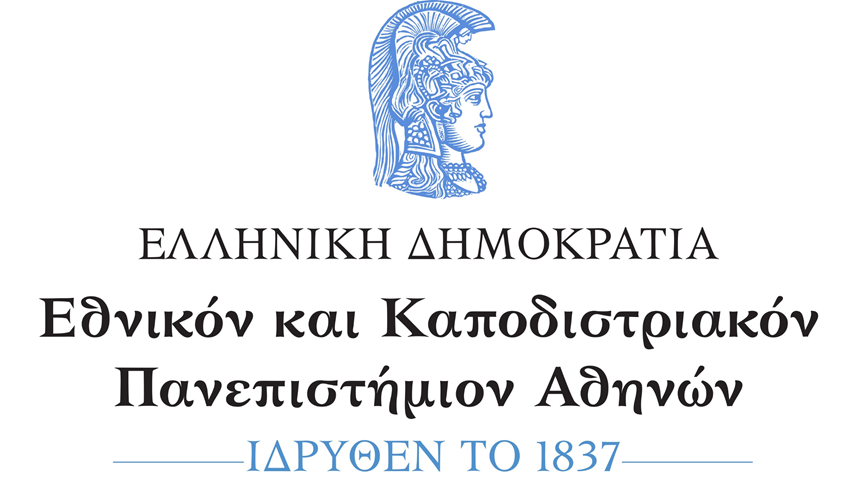 ΕΛΛΗΝΙΚΗ ΔΗΜΟΚΡΑΤΙΑ
Εθνικόν και Καποδιστριακόν
Πανεπιστήμιον Αθηνών
ΙΔΡΥΘΕΝ ΤΟ 1837